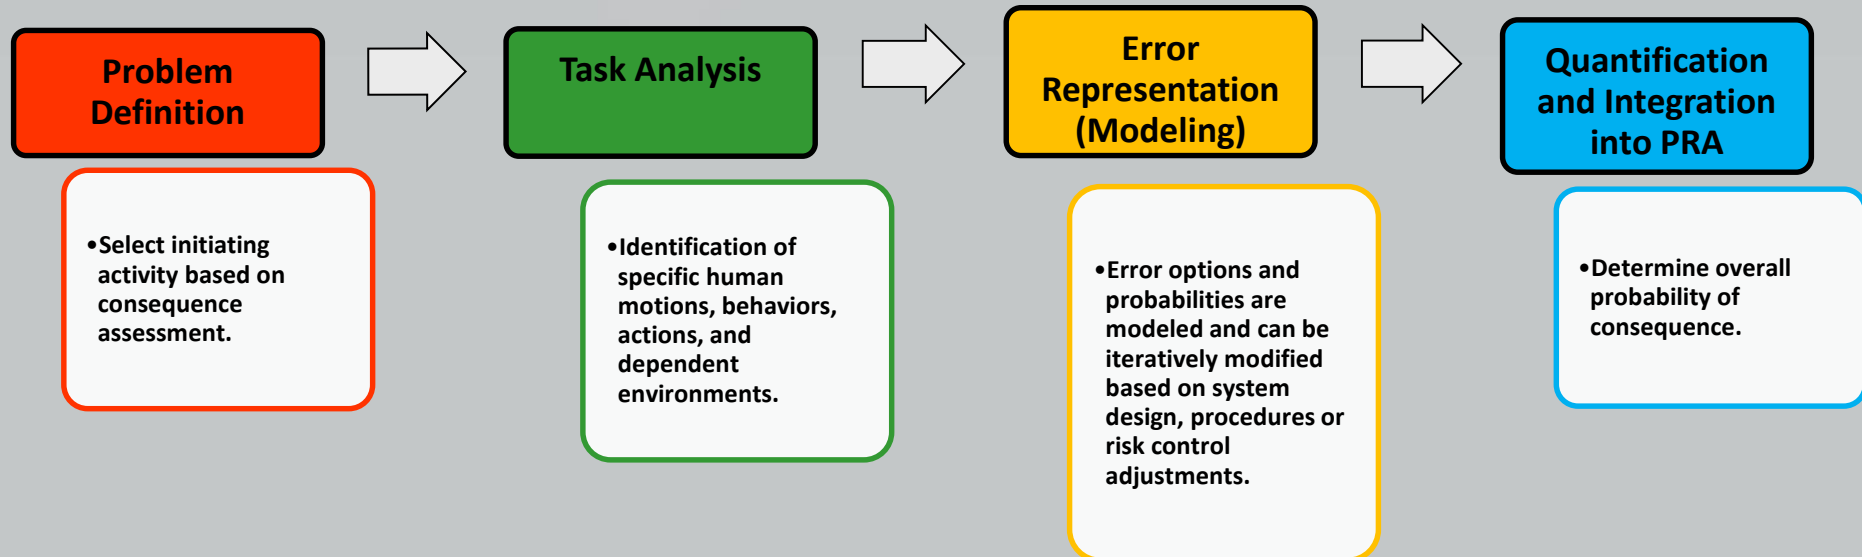 Problem
Definition
•Select initiating
activity based on
consequence
assessment.
Task Analysis
•Identification of
specific human
motions, behaviors,
actions, and
dependent
environments.
Error
Representation
(Modeling)
•Error options and
probabilities are
modeled and can be
iteratively modified
based on system
design, procedures or
risk control
adjustments.
Quantification
and Integration
into PRA
•Determine overall
probability of
consequence.